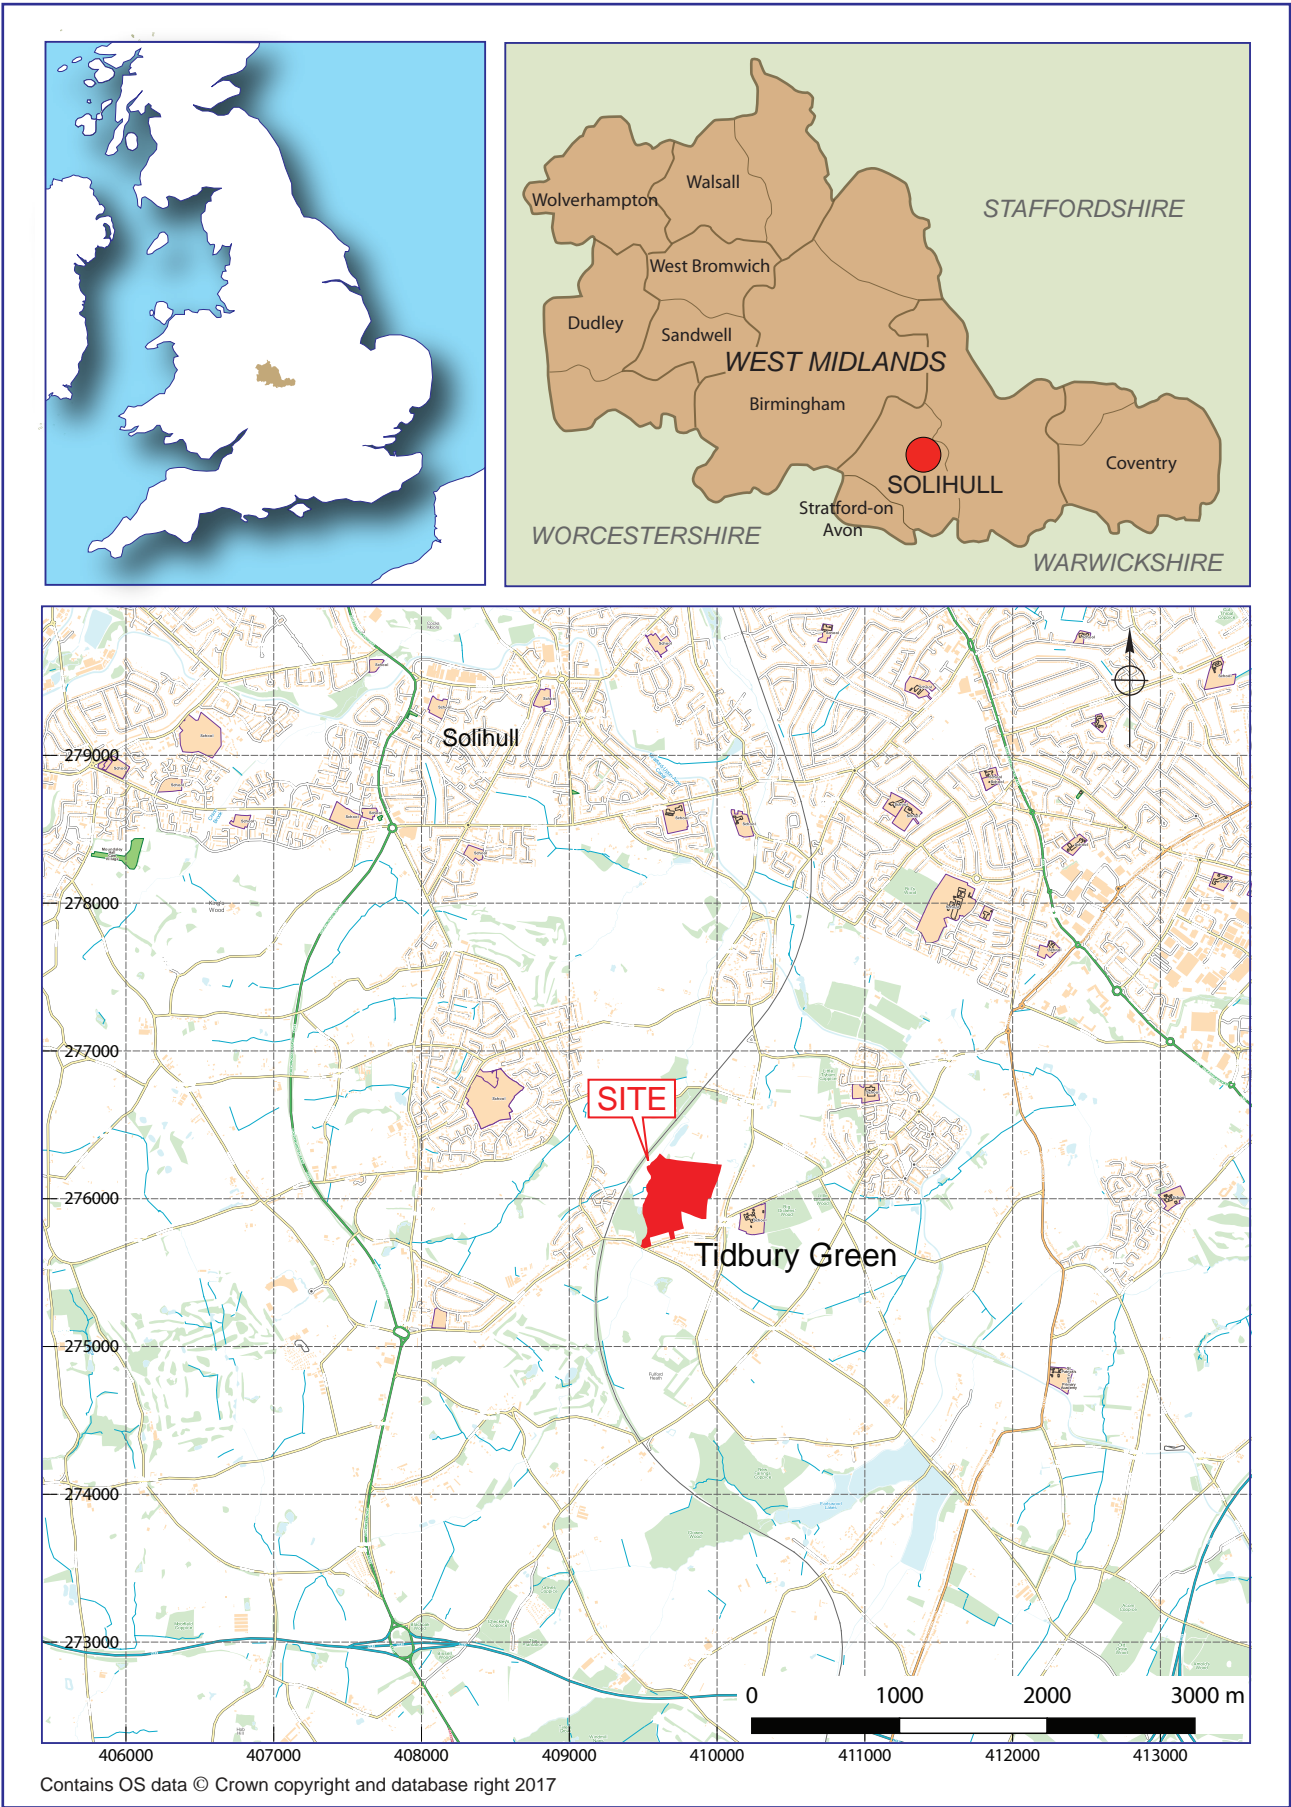 Wolverhampton
Walsall
STAFFORDSHIRE
West Bromwich
Dudley
Sandwell
WEST MIDLANDS
Birmingham
Coventry
SOLIHULL
Stratford-on
Avon
WORCESTERSHIRE
WARWICKSHIRE
Solihull
279000
278000
277000
SITE
276000
Tidbury Green
275000
274000
273000
0 1000 2000 3000 m
406000 407000 408000 409000 410000 411000 412000 413000
Contains OS data © Crown copyright and database right 2017